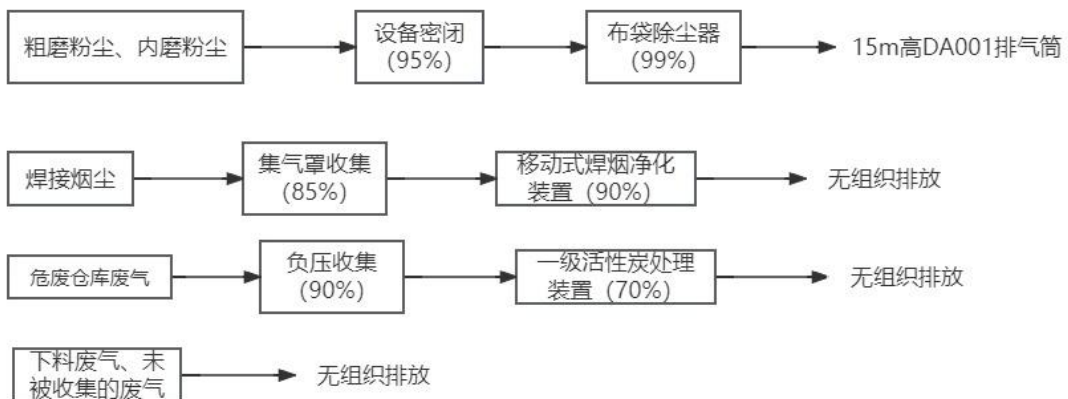 粗磨粉尘、内磨粉尘
设备密闭
(95%)
布袋除尘器
(99%)
15m高DA001排气筒
焊接烟尘
集气罩收集
(85%)
移动式焊烟净化
装置 (90%)
无组织排放
危废仓库废气
负压收集
(90%)
一级活性炭处理
装置 (70%)
无组织排放
下料废气、未
被收集的废气
无组织排放